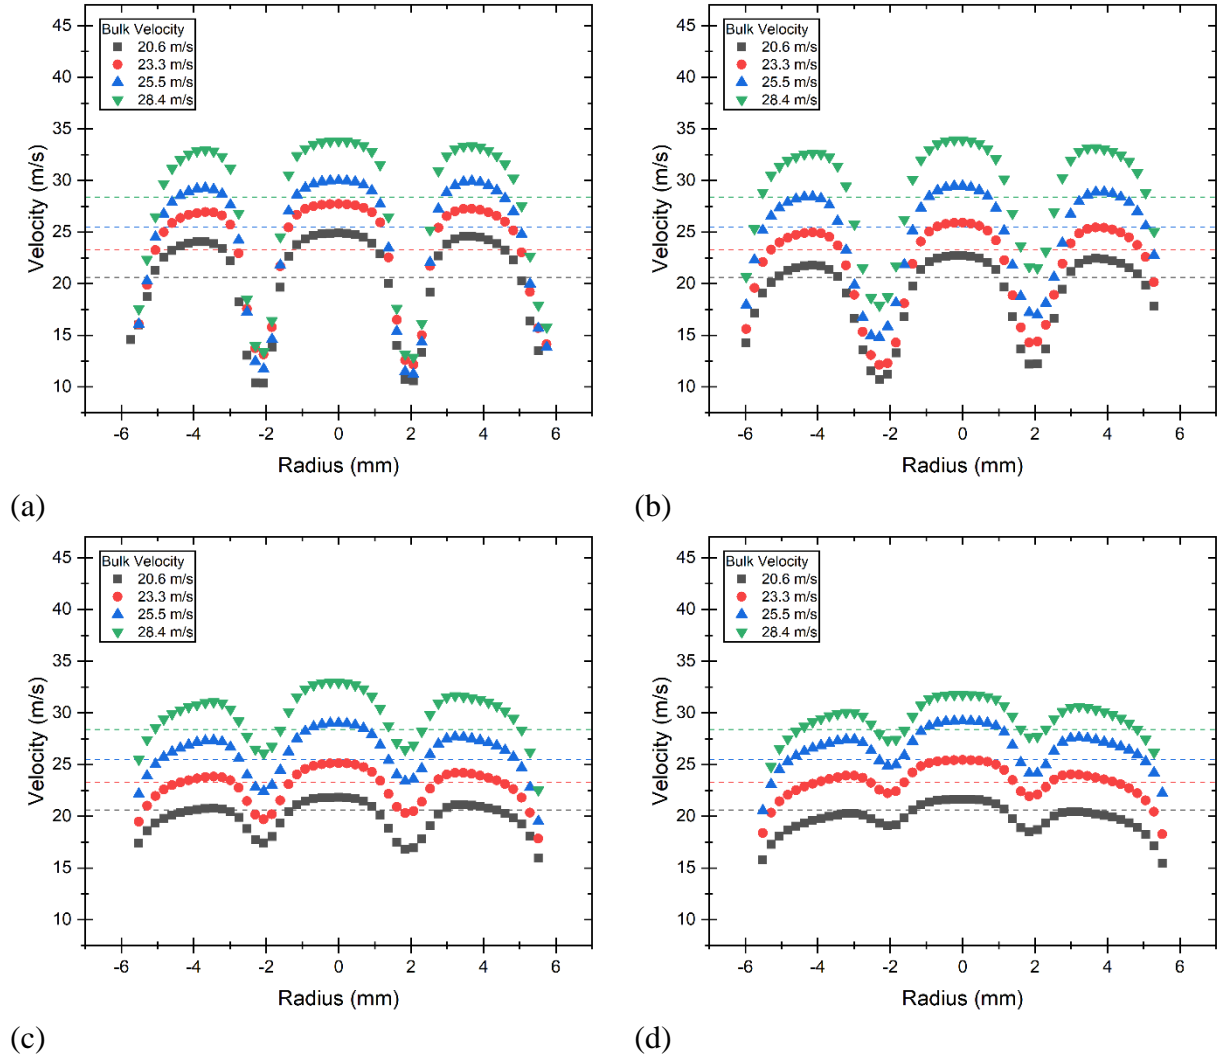 Bulk Velocity
20.6 m/s
23.3 m/s
25.5 m/s
28.4 m/s
45
40
35
30
25
20
15
10
Velocity (m/s)
-6 -4 -2 0 2 4 6
Radius (mm)
(a)
Bulk Velocity
20.6 m/s
23.3 m/s
25.5 m/s
28.4 m/s
45
40
35
30
25
20
15
10
Velocity (m/s)
-6 -4 -2 0 2 4 6
Radius (mm)
(b)
Bulk Velocity
20.6 m/s
23.3 m/s
25.5 m/s
28.4 m/s
45
40
35
30
25
20
15
10
Velocity (m/s)
-6 -4 -2 0 2 4 6
Radius (mm)
(c)
Bulk Velocity
20.6 m/s
23.3 m/s
25.5 m/s
28.4 m/s
45
40
35
30
25
20
15
10
Velocity (m/s)
-6 -4 -2 0 2 4 6
Radius (mm)
(d)